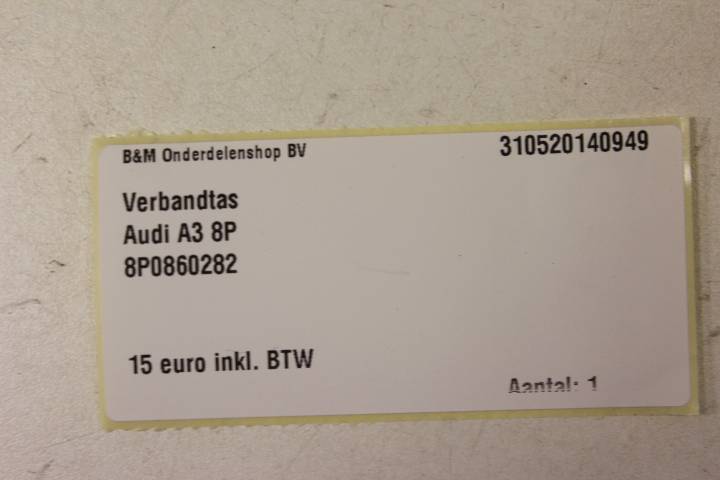 B&M Onderdelenshop BV 310520140949
Verbandtas
Audi A3 8P
8P0860282
15 euro inkl. BTW
Aantal: 1